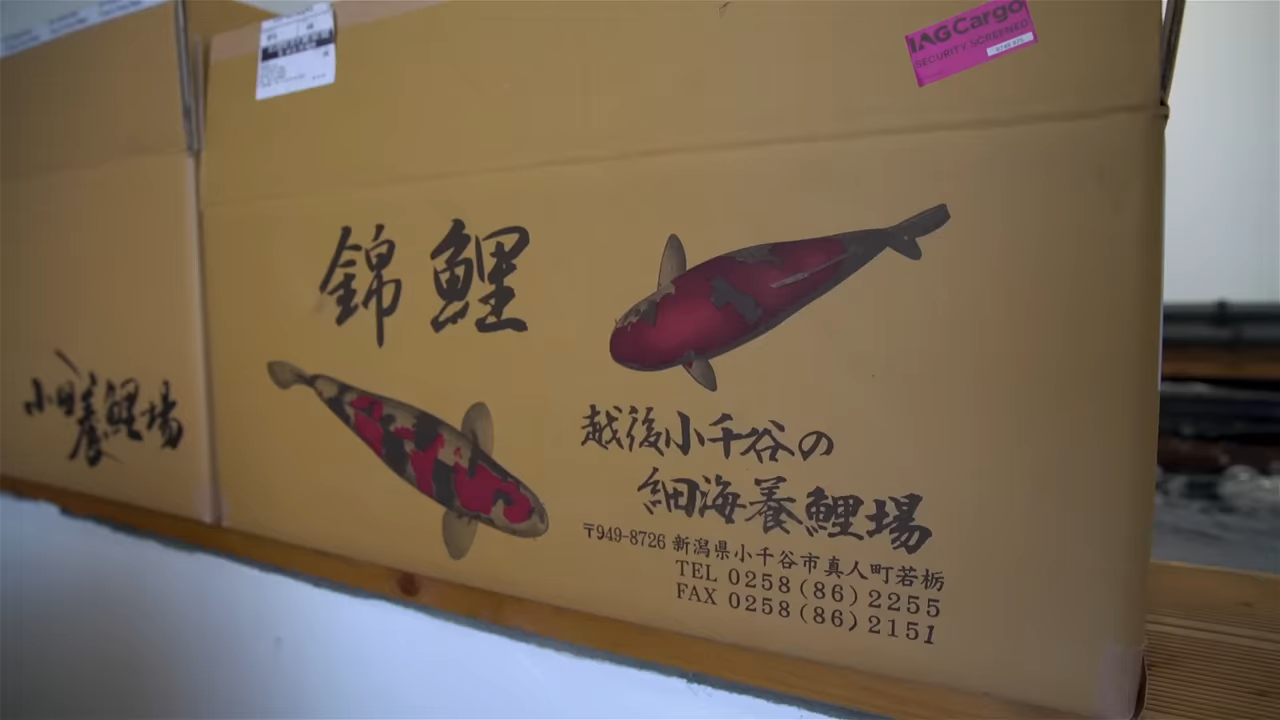 IAG Cargo
SECURITY SCREENED
錦鯉
越後小千谷の
細海養鯉場
〒949-8726 新潟県小千谷市真人町若栃
TEL 0258(86)2255
FAX 0258(86)2151
養鯉場